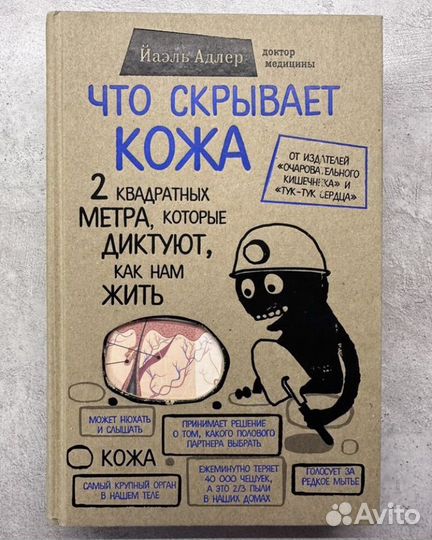 Йаэль Адлер
доктор
медицины
ЧТО СКРЫВАЕТ
КОЖА
ОТ ИЗДАТЕЛЕЙ
«ОЧАРОВАТЕЛЬНОГО
КИШЕЧНИКА» И
«ТУК-ТУК СЕРДЦА»
2 КВАДРАТНЫХ
МЕТРА, КОТОРЫЕ
ДИКТУЮТ,
КАК НАМ
ЖИТЬ
МОЖЕТ НЮХАТЬ
И СЛЫШАТЬ
ПРИНИМАЕТ РЕШЕНИЕ
О ТОМ, КАКОГО ПОЛОВОГО
ПАРТНЕРА ВЫБРАТЬ
КОЖА
САМЫЙ КРУПНЫЙ ОРГАН
В НАШЕМ ТЕЛЕ
ЕЖЕМИНУТНО ТЕРЯЕТ
40 000 ЧЕШУЕК,
А ЭТО 2/3 ПЫЛИ
В НАШИХ ДОМАХ
ГОЛОСУЕТ ЗА
РЕДКОЕ МЫТЬЕ
Avito